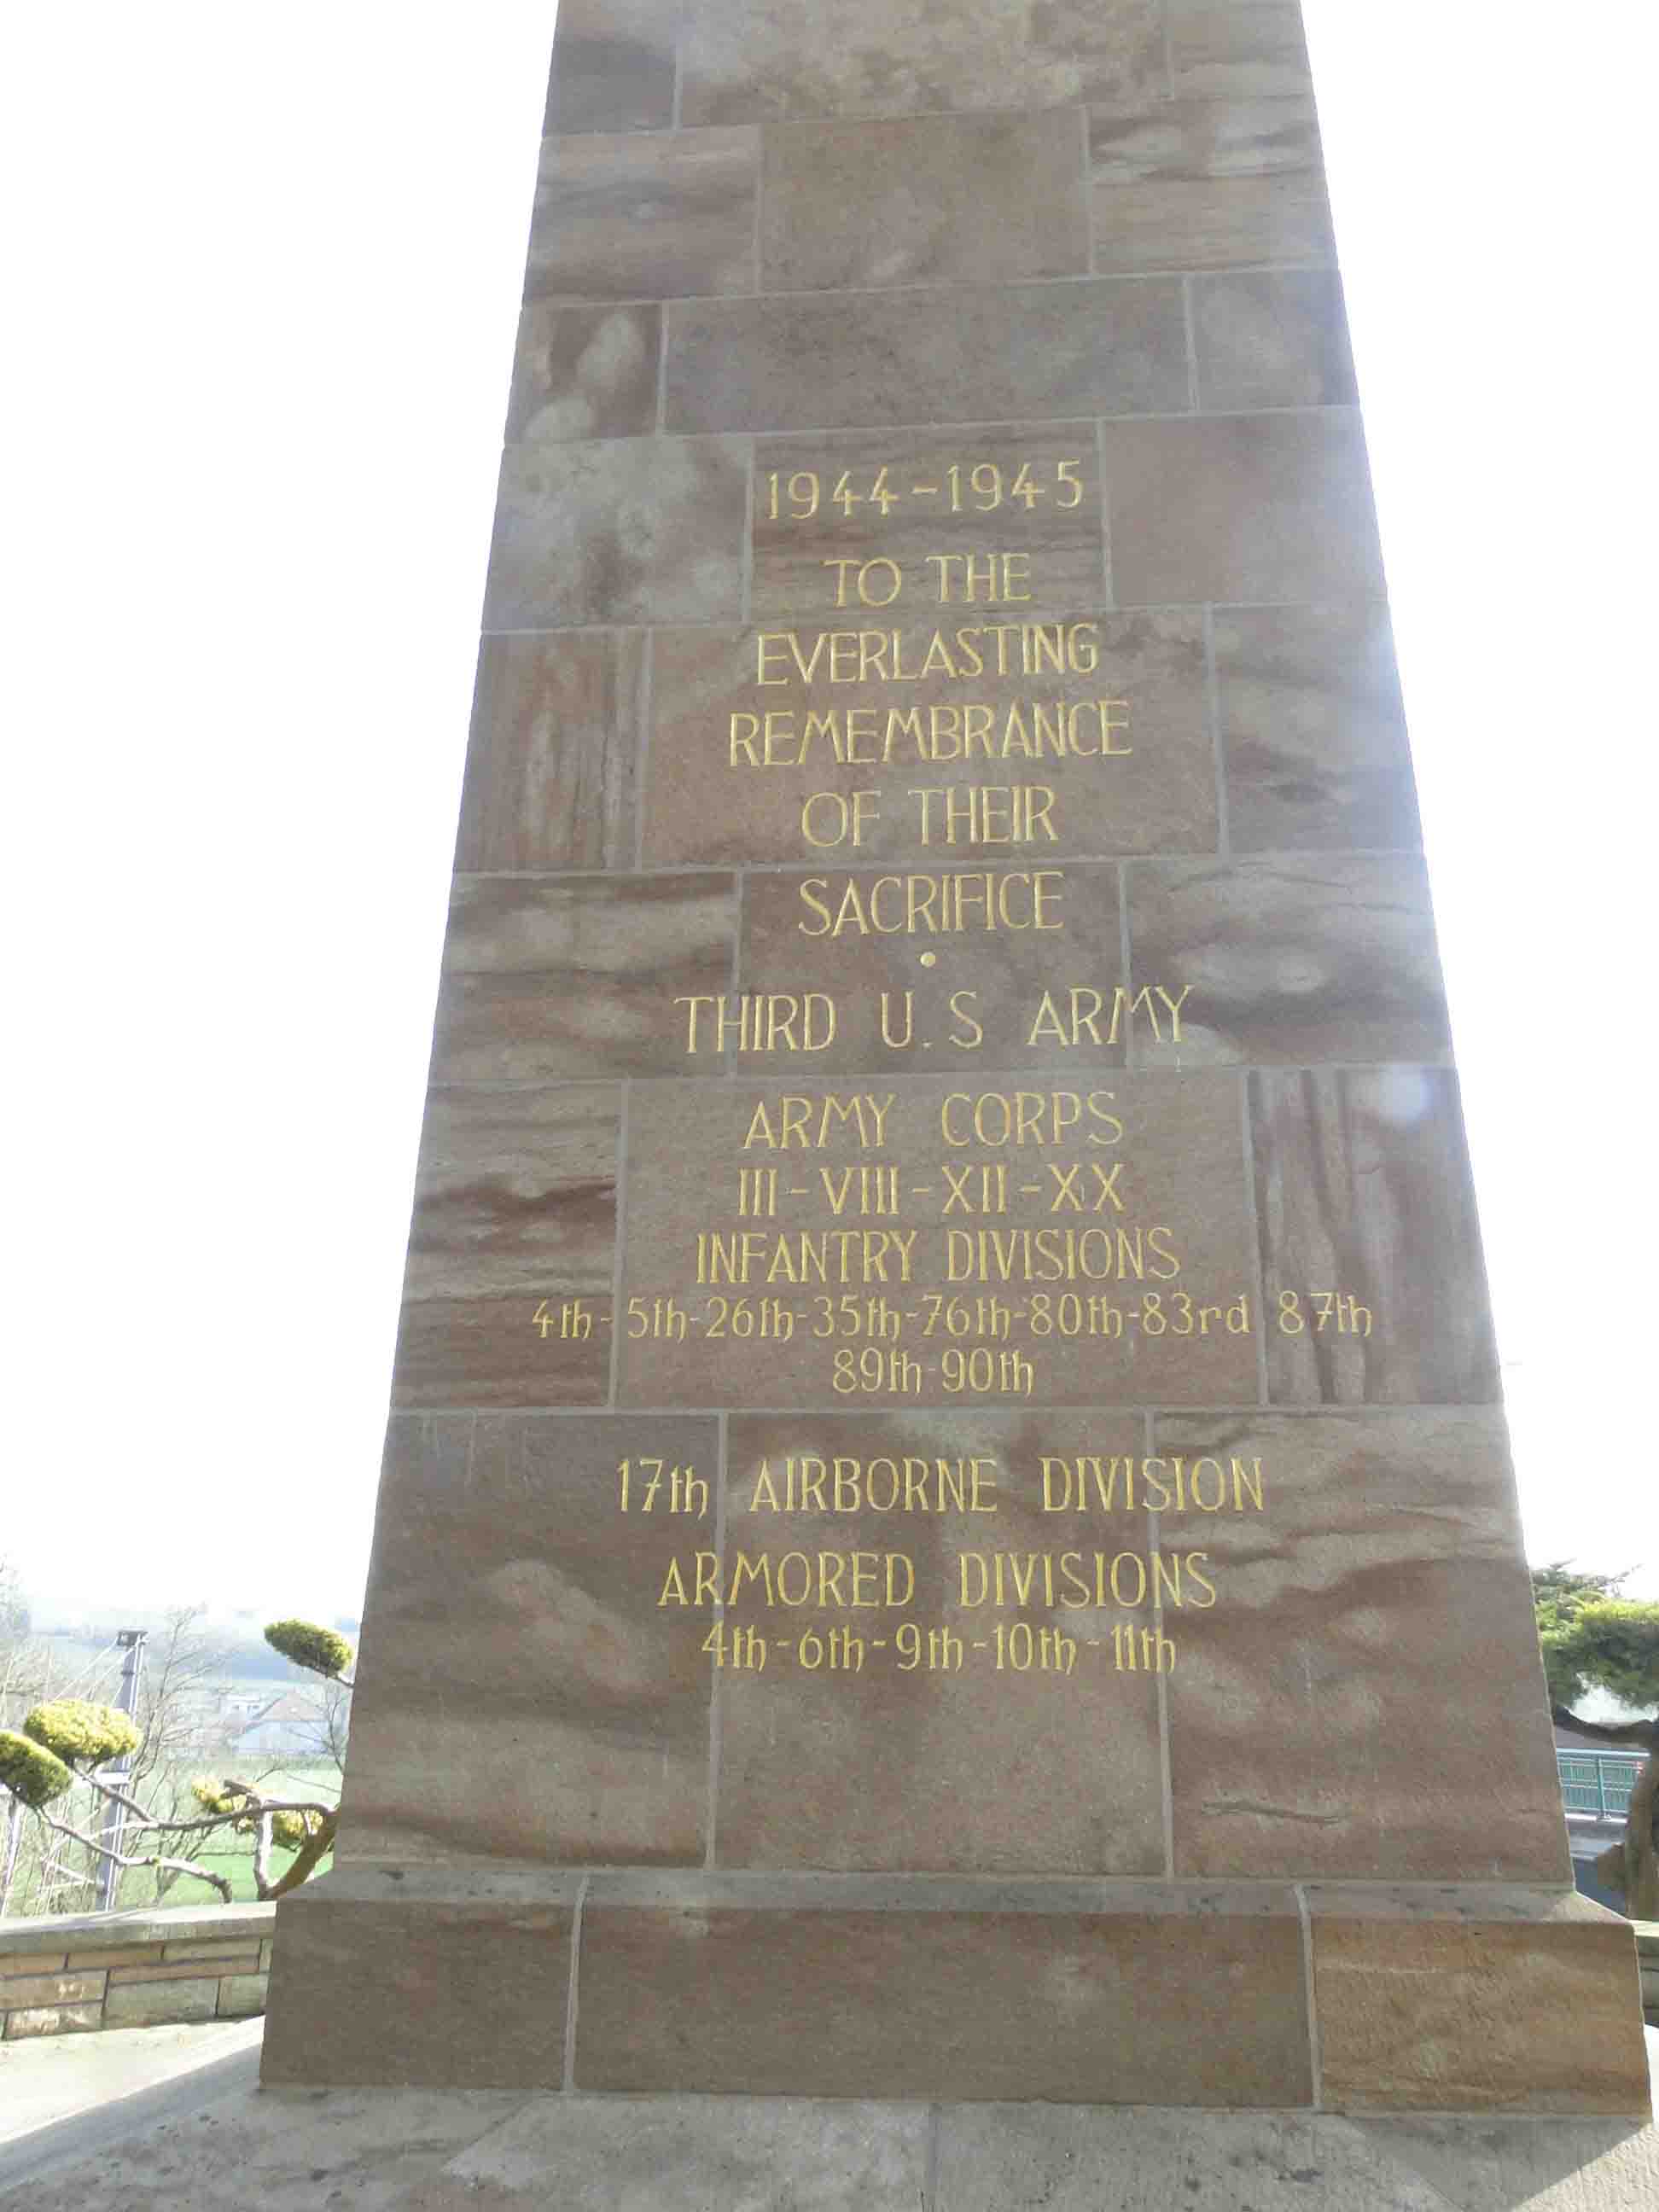 1944-1945
TO THE
EVERLASTING
REMEMBRANCE
OF THEIR
SACRIFICE
•
THIRD U.S ARMY
ARMY CORPS
III-VIII-XII-XX
INFANTRY DIVISIONS
4th-5th-26th-35th-76th-80th-83rd 87th
89th-90th
17th AIRBORNE DIVISION
ARMORED DIVISIONS
4th-6th-9th-10th-11th